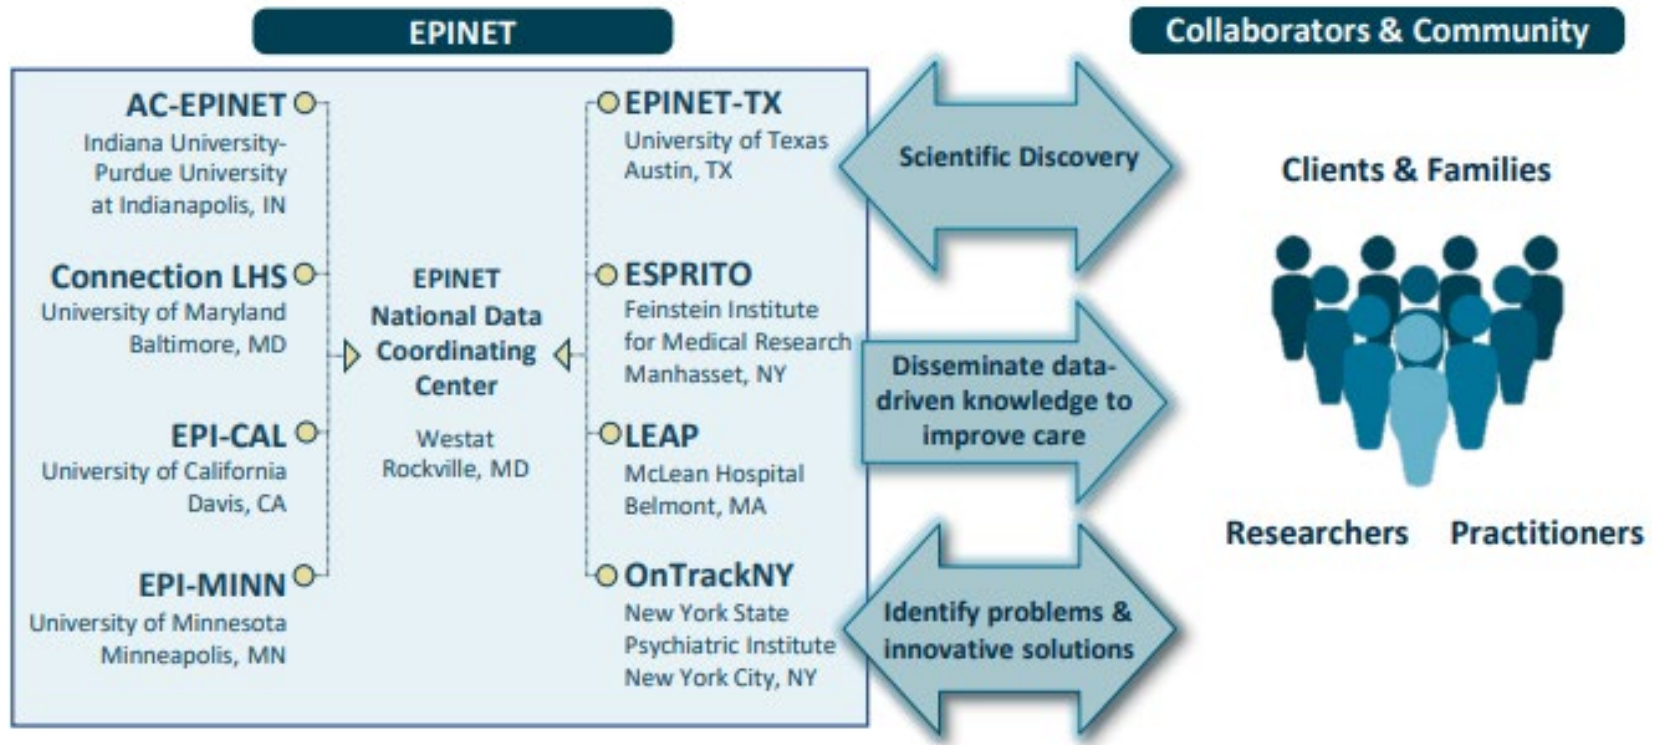 EPINET
Collaborators & Community
AC-EPINET
Indiana University-
Purdue University
at Indianapolis, IN
Connection LHS
University of Maryland
Baltimore, MD
EPI-CAL
University of California
Davis, CA
EPI-MINN
University of Minnesota
Minneapolis, MN
EPINET
National Data
Coordinating
Center
Westat
Rockville, MD
EPINET-TX
University of Texas
Austin, TX
ESPRITO
Feinstein Institute
for Medical Research
Manhasset, NY
LEAP
McLean Hospital
Belmont, MA
OnTrackNY
New York State
Psychiatric Institute
New York City, NY
Scientific Discovery
Disseminate data-
driven knowledge to
improve care
Identify problems &
innovative solutions
Clients & Families
Researchers Practitioners